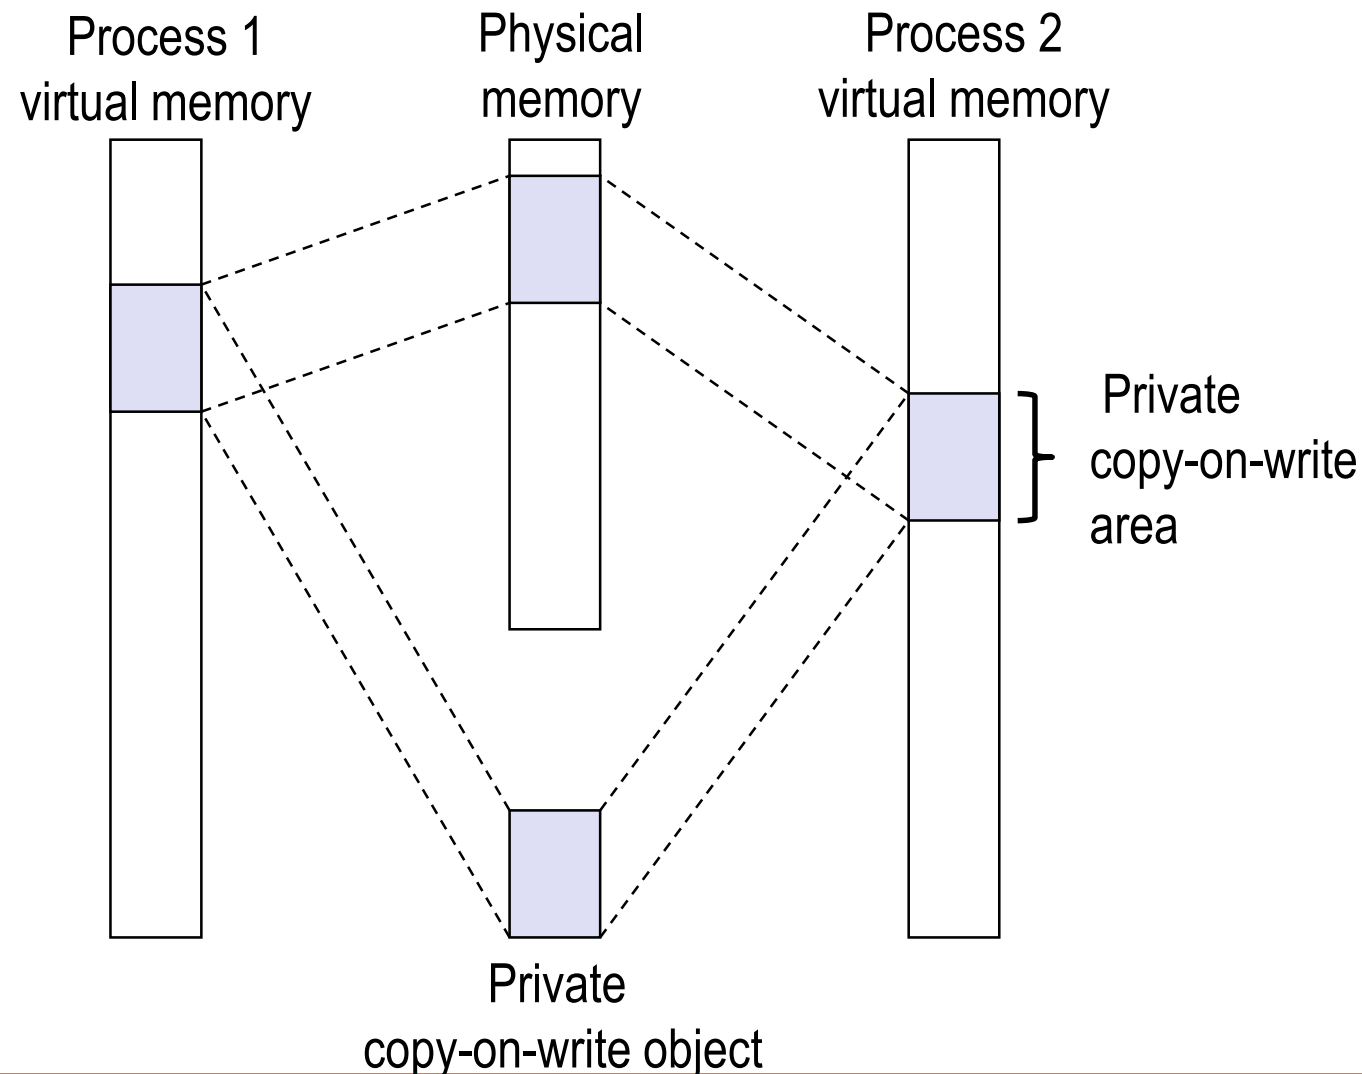 Process 1
virtual memory
Physical
memory
Process 2
virtual memory
Private
copy-on-write
area
Private
copy-on-write object